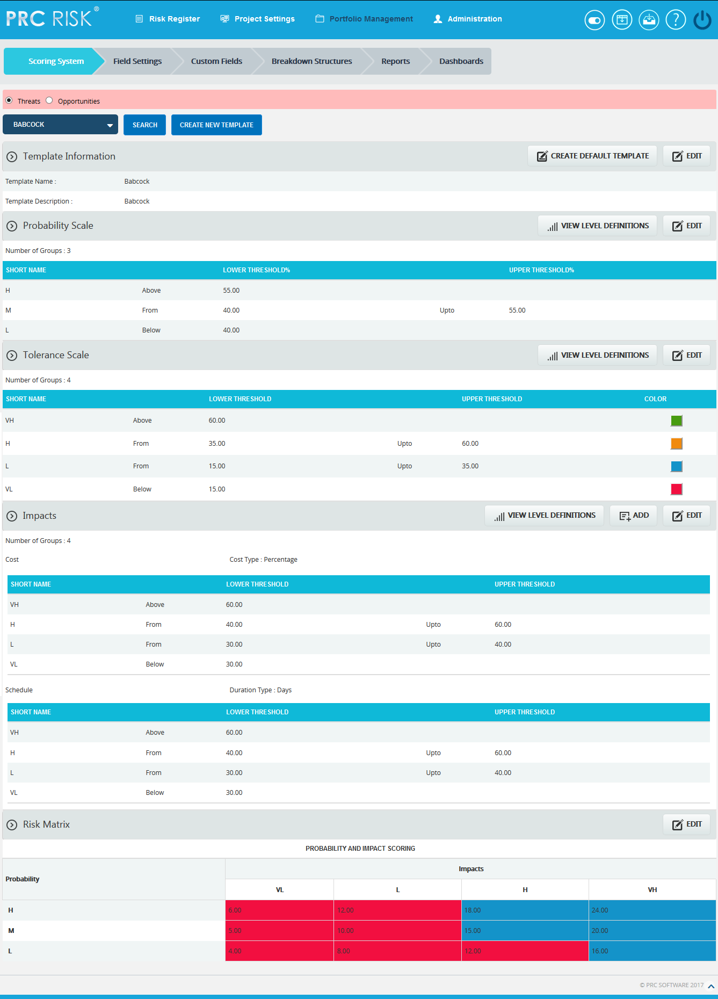 PRC RISK®
Risk Register Project Settings Portfolio Management Administration
?
Scoring System Field Settings Custom Fields Breakdown Structures Reports Dashboards
Threats Opportunities
BABCOCK SEARCH CREATE NEW TEMPLATE
Template Information CREATE DEFAULT TEMPLATE EDIT
Template Name : Babcock
Template Description : Babcock
Probability Scale VIEW LEVEL DEFINITIONS EDIT
Number of Groups : 3
SHORT NAME LOWER THRESHOLD% UPPER THRESHOLD%
H Above 55.00
M From 40.00 Upto 55.00
L Below 40.00
Tolerance Scale VIEW LEVEL DEFINITIONS EDIT
Number of Groups : 4
SHORT NAME LOWER THRESHOLD UPPER THRESHOLD COLOR
VH Above 60.00
H From 35.00 Upto 60.00
L From 15.00 Upto 35.00
VL Below 15.00
Impacts VIEW LEVEL DEFINITIONS ADD EDIT
Number of Groups : 4
Cost Cost Type : Percentage
SHORT NAME LOWER THRESHOLD UPPER THRESHOLD
VH Above 60.00
H From 40.00 Upto 60.00
L From 30.00 Upto 40.00
VL Below 30.00
Schedule Duration Type : Days
SHORT NAME LOWER THRESHOLD UPPER THRESHOLD
VH Above 60.00
H From 40.00 Upto 60.00
L From 30.00 Upto 40.00
VL Below 30.00
Risk Matrix EDIT
PROBABILITY AND IMPACT SCORING
Probability Impacts
VL L H VH
H 6.00 12.00 18.00 24.00
M 5.00 10.00 15.00 20.00
L 4.00 8.00 12.00 16.00
© PRC SOFTWARE 2017